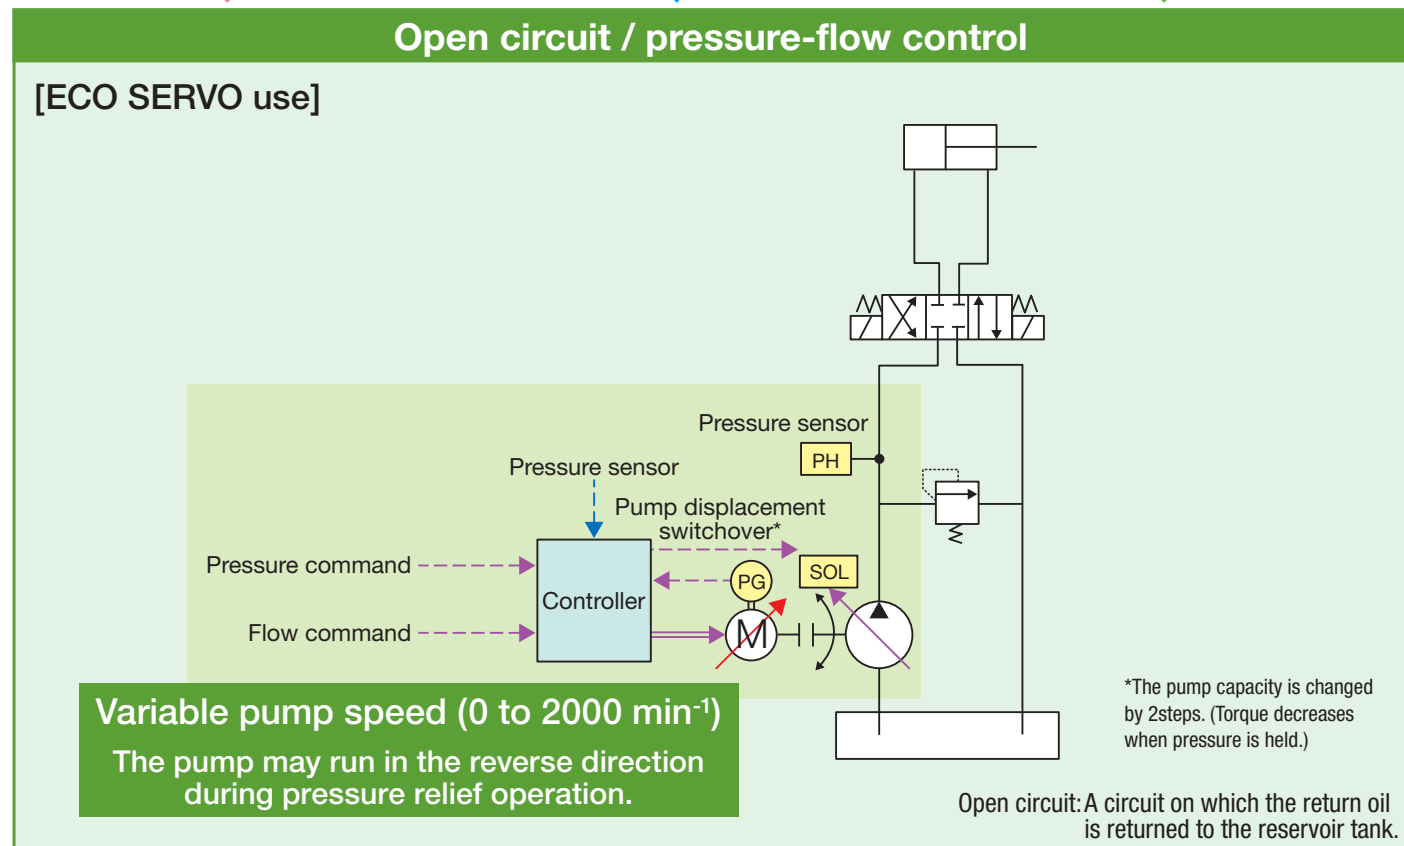 Open circuit / pressure-flow control
[ECO SERVO use]
Pressure sensor
PH
Pressure sensor
Pump displacement
switchover*
Pressure command
PG
SOL
Controller
Flow command
M
Variable pump speed (0 to 2000 min-1)
The pump may run in the reverse direction
during pressure relief operation.
*The pump capacity is changed
by 2steps. (Torque decreases
when pressure is held.)
Open circuit: A circuit on which the return oil
is returned to the reservoir tank.